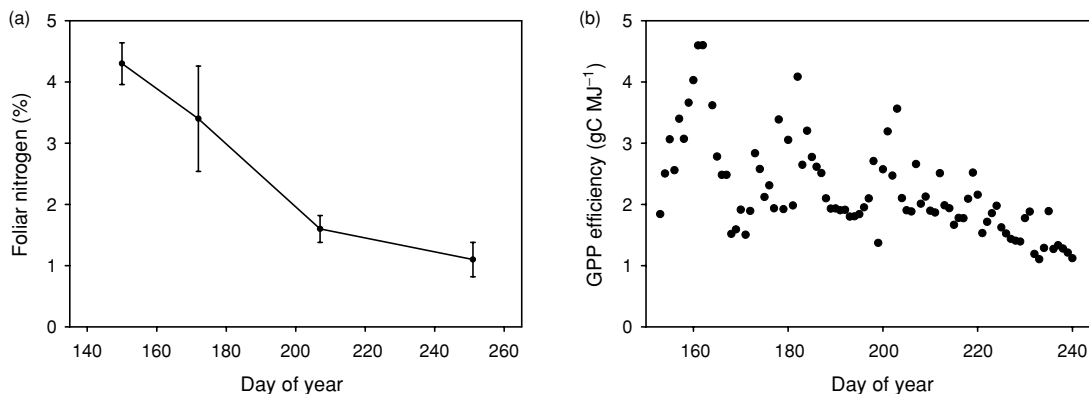 (a)
5
4
3
2
1
0
Foliar nitrogen (%)
140 160 180 200 220 240 260
Day of year
(b)
5
4
3
2
1
0
GPP efficiency (gC MJ⁻¹)
160 180 200 220 240
Day of year